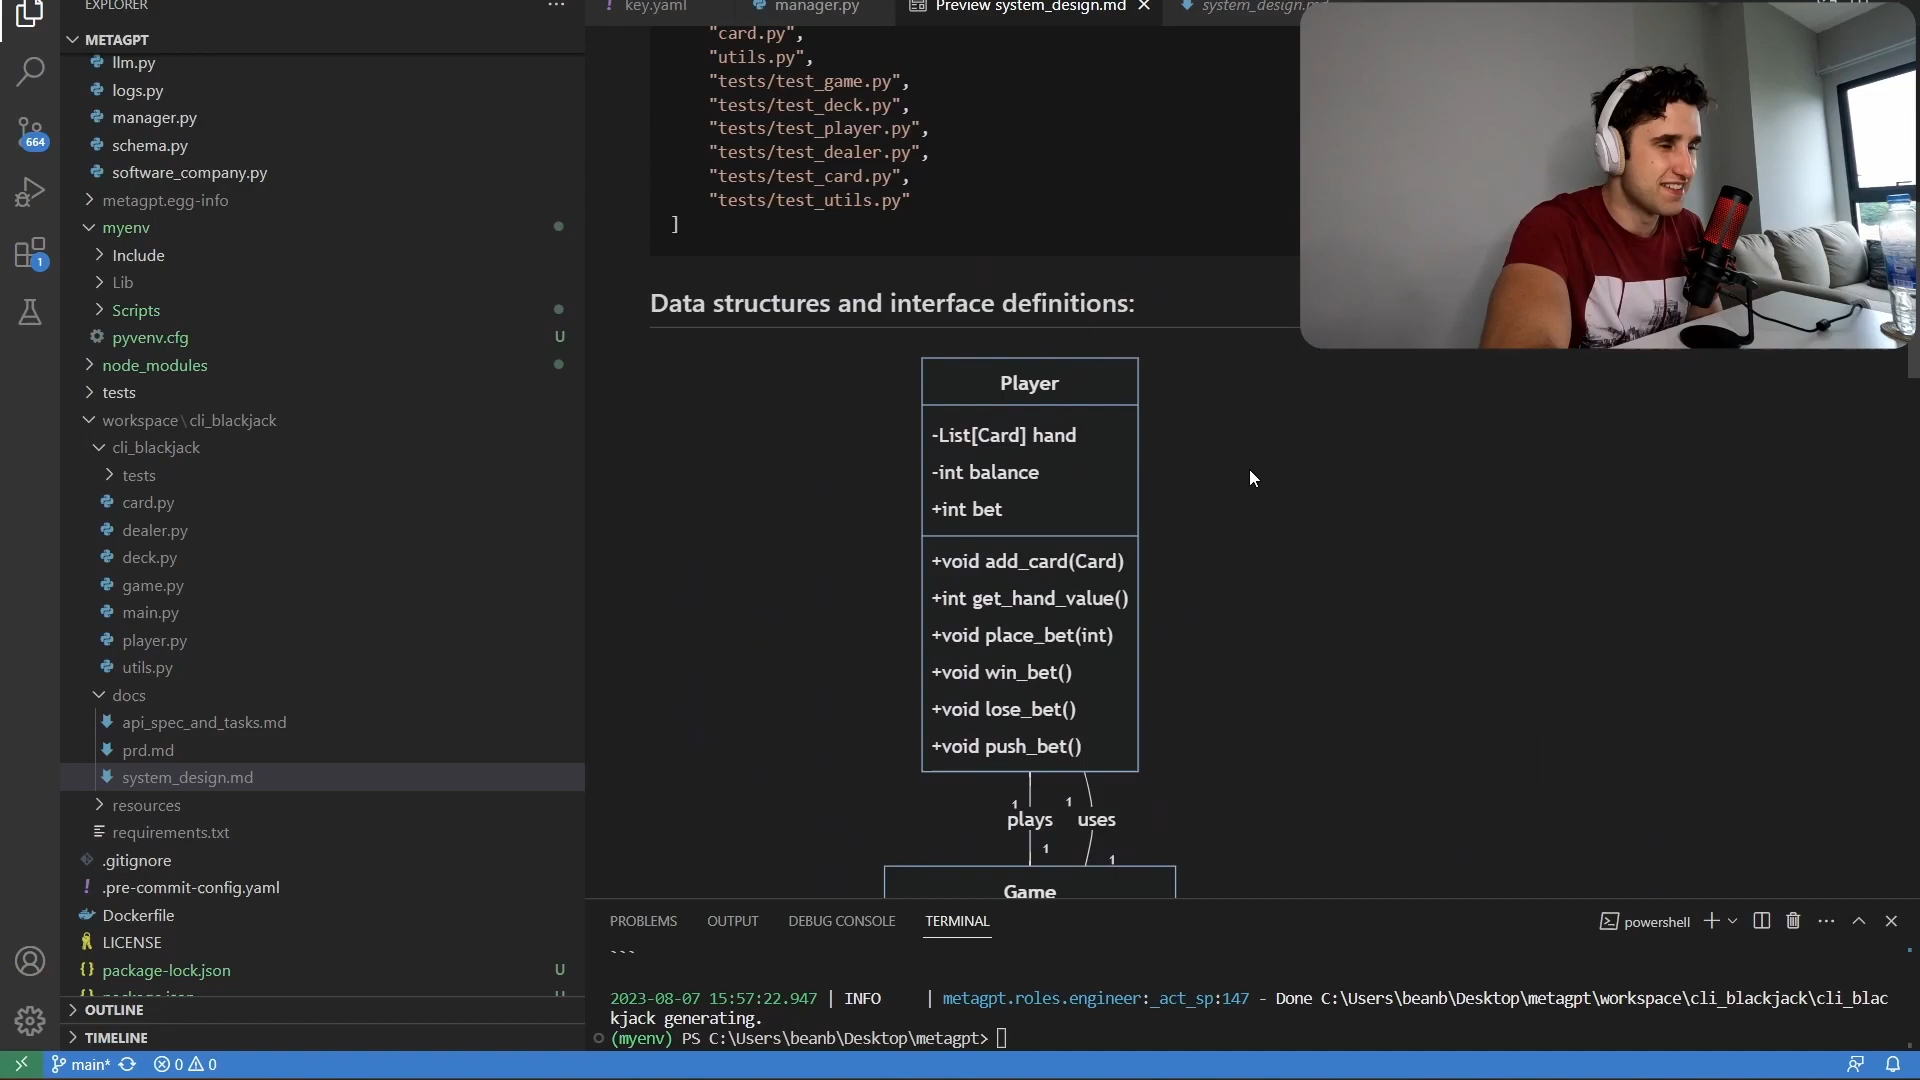 EXPLORER
METAGPT
llm.py
logs.py
manager.py
schema.py
software_company.py
metagpt.egg-info
myenv
Include
Lib
Scripts
pyvenv.cfg U
node_modules
tests
workspace\cli_blackjack
cli_blackjack
tests
card.py
dealer.py
deck.py
game.py
main.py
player.py
utils.py
docs
api_spec_and_tasks.md
prd.md
system_design.md
resources
requirements.txt
.gitignore
.pre-commit-config.yaml
Dockerfile
LICENSE
package-lock.json U
OUTLINE
TIMELINE
664
1
key.yaml manager.py Preview system_design.md system_design.md
"card.py",
"utils.py",
"tests/test_game.py",
"tests/test_deck.py",
"tests/test_player.py",
"tests/test_dealer.py",
"tests/test_card.py",
"tests/test_utils.py"
]
Data structures and interface definitions:
Player
-List[Card] hand
-int balance
+int bet
+void add_card(Card)
+int get_hand_value()
+void place_bet(int)
+void win_bet()
+void lose_bet()
+void push_bet()
1 1
plays uses
1 1
Game
PROBLEMS OUTPUT DEBUG CONSOLE TERMINAL powershell
```
2023-08-07 15:57:22.947 | INFO | metagpt.roles.engineer:_act_sp:147 - Done C:\Users\beanb\Desktop\metagpt\workspace\cli_blackjack\cli_blac
kjack generating.
(myenv) PS C:\Users\beanb\Desktop\metagpt>
main* 0 0